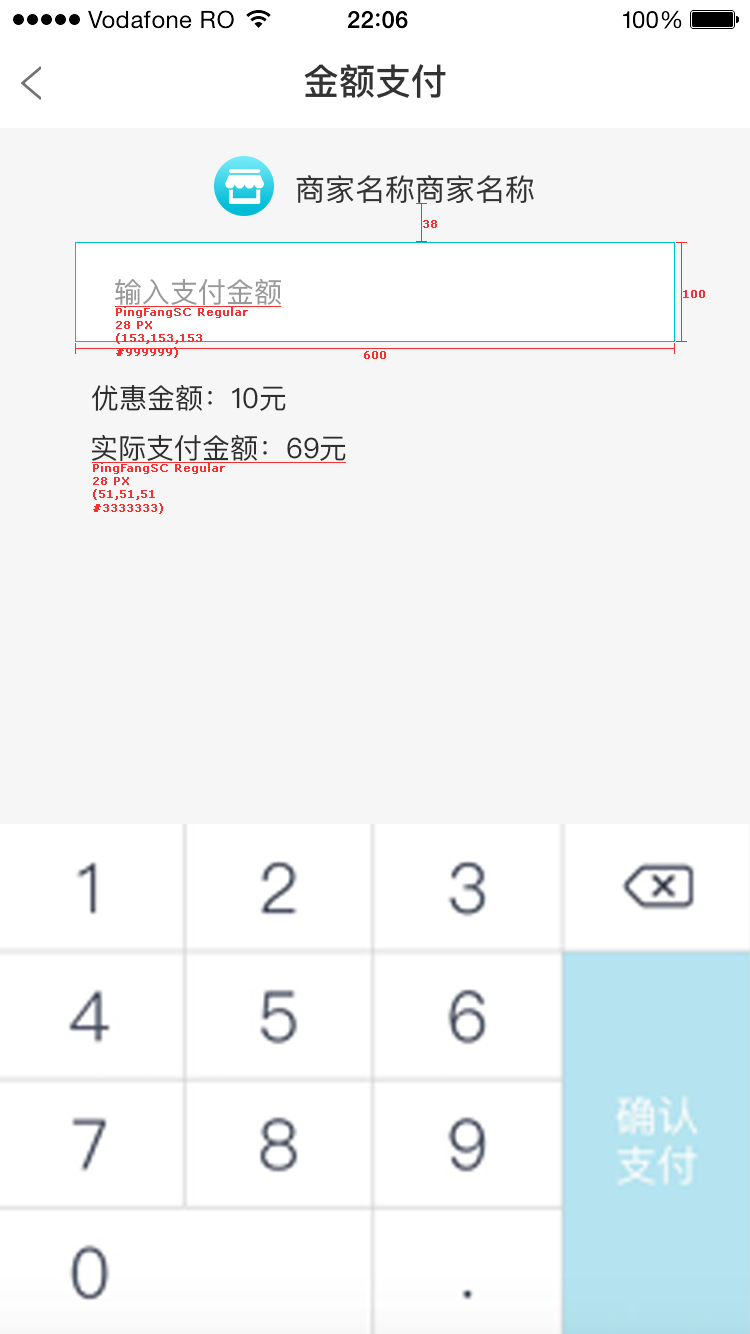 ●●●●● Vodafone RO 22:06 100%
金额支付
商家名称商家名称
38
输入支付金额
PingFangSC Regular
28 PX
(153,153,153
#999999)
100
600
优惠金额：10元
实际支付金额：69元
PingFangSC Regular
28 PX
(51,51,51
#3333333)
1 2 3
4 5 6
7 8 9
确认
支付
0 .